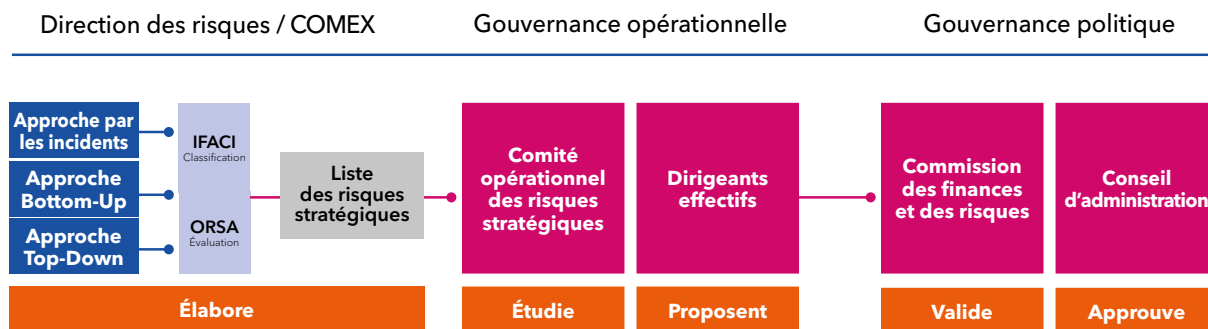 Direction des risques / COMEX
Gouvernance opérationnelle
Gouvernance politique
Approche par
les incidents
Approche
Bottom-Up
Approche
Top-Down
IFACI
Classification
ORSA
Évaluation
Liste
des risques
stratégiques
Comité
opérationnel
des risques
stratégiques
Dirigeants
effectifs
Commission
des finances
et des risques
Conseil
d’administration
Élabore
Étudie
Proposent
Valide
Approuve